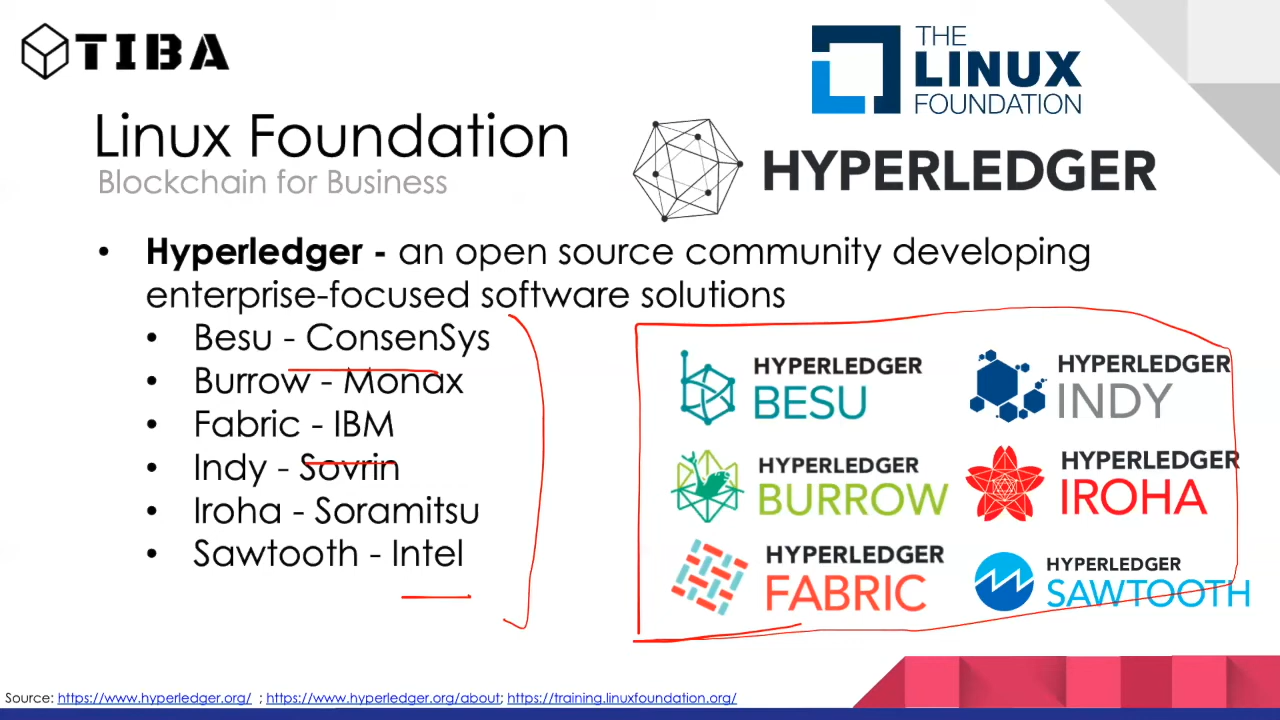 TIBA
THE
LINUX
FOUNDATION
Linux Foundation
Blockchain for Business
HYPERLEDGER
• Hyperledger - an open source community developing
enterprise-focused software solutions
• Besu - ConsenSys
• Burrow - Monax
• Fabric - IBM
• Indy - Sovrin
• Iroha - Soramitsu
• Sawtooth - Intel
HYPERLEDGER
BESU
HYPERLEDGER
INDY
HYPERLEDGER
BURROW
HYPERLEDGER
IROHA
HYPERLEDGER
FABRIC
HYPERLEDGER
SAWTOOTH
Source: https://www.hyperledger.org/ ; https://www.hyperledger.org/about; https://training.linuxfoundation.org/